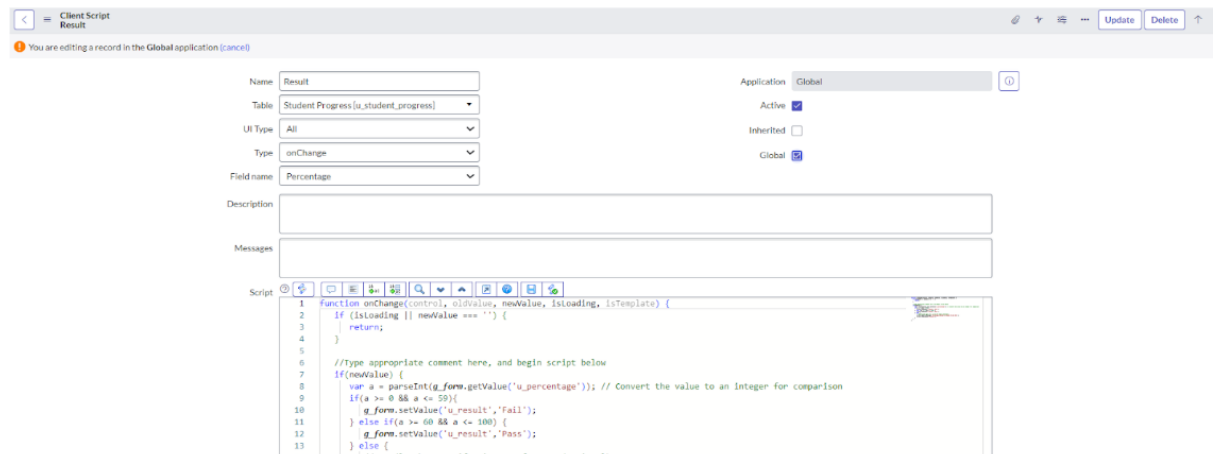 Client Script
Result
Update
Delete
You are editing a record in the Global application (cancel)
Name
Result
Application
Global
Table
Student Progress [u_student_progress]
Active
UI Type
All
Inherited
Type
onChange
Global
Field name
Percentage
Description
Messages
Script
1 function onChange(control, oldValue, newValue, isLoading, isTemplate) {
2 if (isLoading || newValue === '') {
3 return;
4 }
5
6 //Type appropriate comment here, and begin script below
7 if(newValue) {
8 var a = parseInt(g_form.getValue('u_percentage')); // Convert the value to an integer for comparison
9 if(a >= 0 && a <= 59){
10 g_form.setValue('u_result','Fail');
11 } else if(a >= 60 && a <= 100) {
12 g_form.setValue('u_result','Pass');
13 } else {